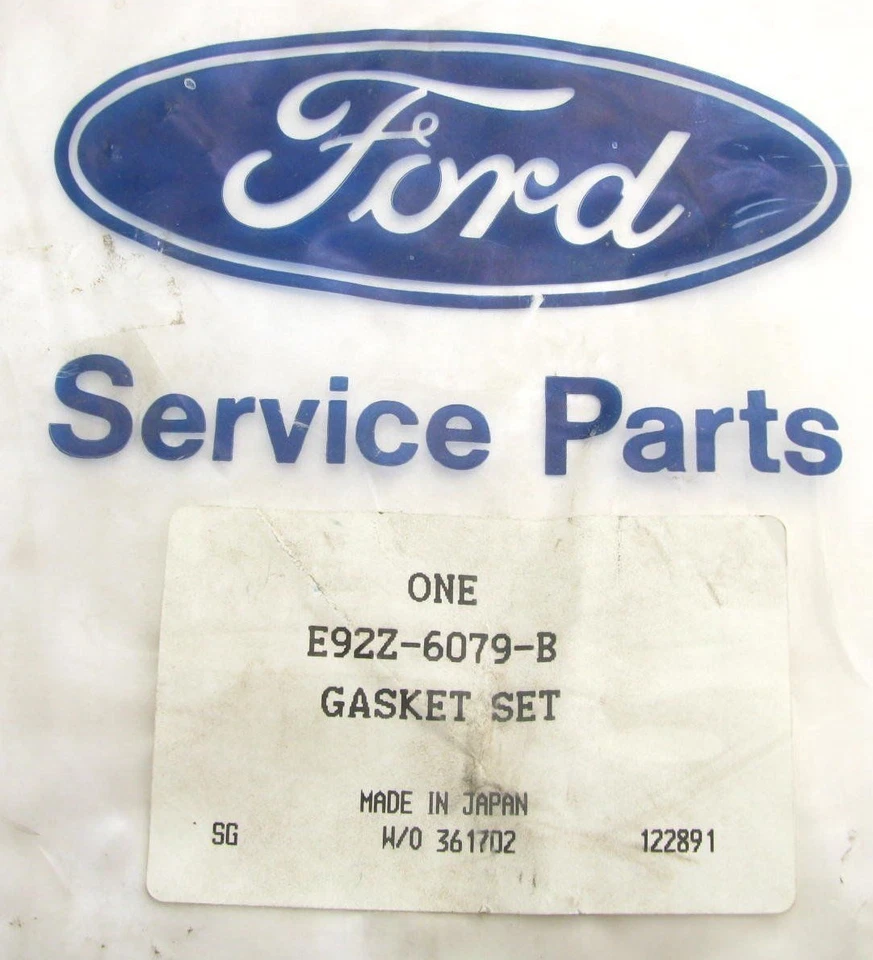 Ford
Service Parts
ONE
E92Z-6079-B
GASKET SET
MADE IN JAPAN
SG W/O 361702 122891